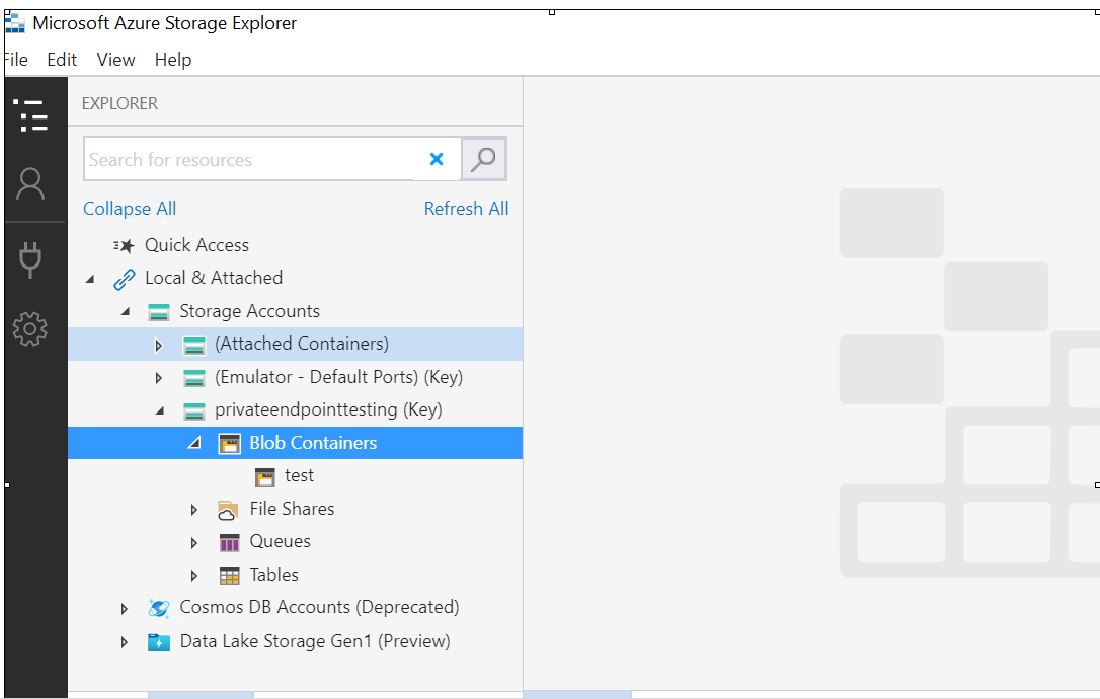 Microsoft Azure Storage Explorer
File Edit View Help
EXPLORER
Search for resources
Collapse All Refresh All
Quick Access
Local & Attached
Storage Accounts
(Attached Containers)
(Emulator - Default Ports) (Key)
privateendpointtesting (Key)
Blob Containers
test
File Shares
Queues
Tables
Cosmos DB Accounts (Deprecated)
Data Lake Storage Gen1 (Preview)